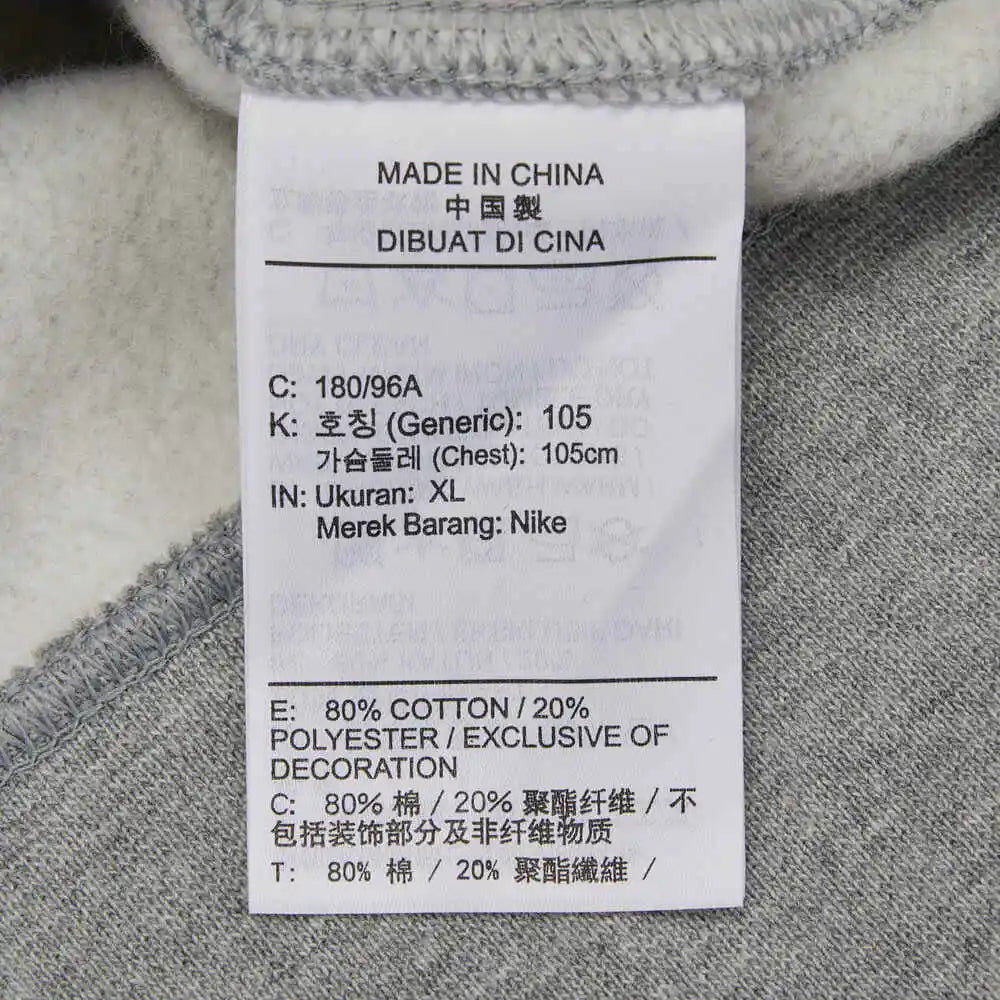 MADE IN CHINA
中国製
DIBUAT DI CINA
C: 180/96A
K: 호칭 (Generic): 105
가슴둘레 (Chest): 105cm
IN: Ukuran: XL
Merek Barang: Nike
E: 80% COTTON / 20%
POLYESTER / EXCLUSIVE OF
DECORATION
C: 80% 棉 / 20% 聚酯纤维 / 不
包括装饰部分及非纤维物质
T: 80% 棉 / 20% 聚酯纖維 /